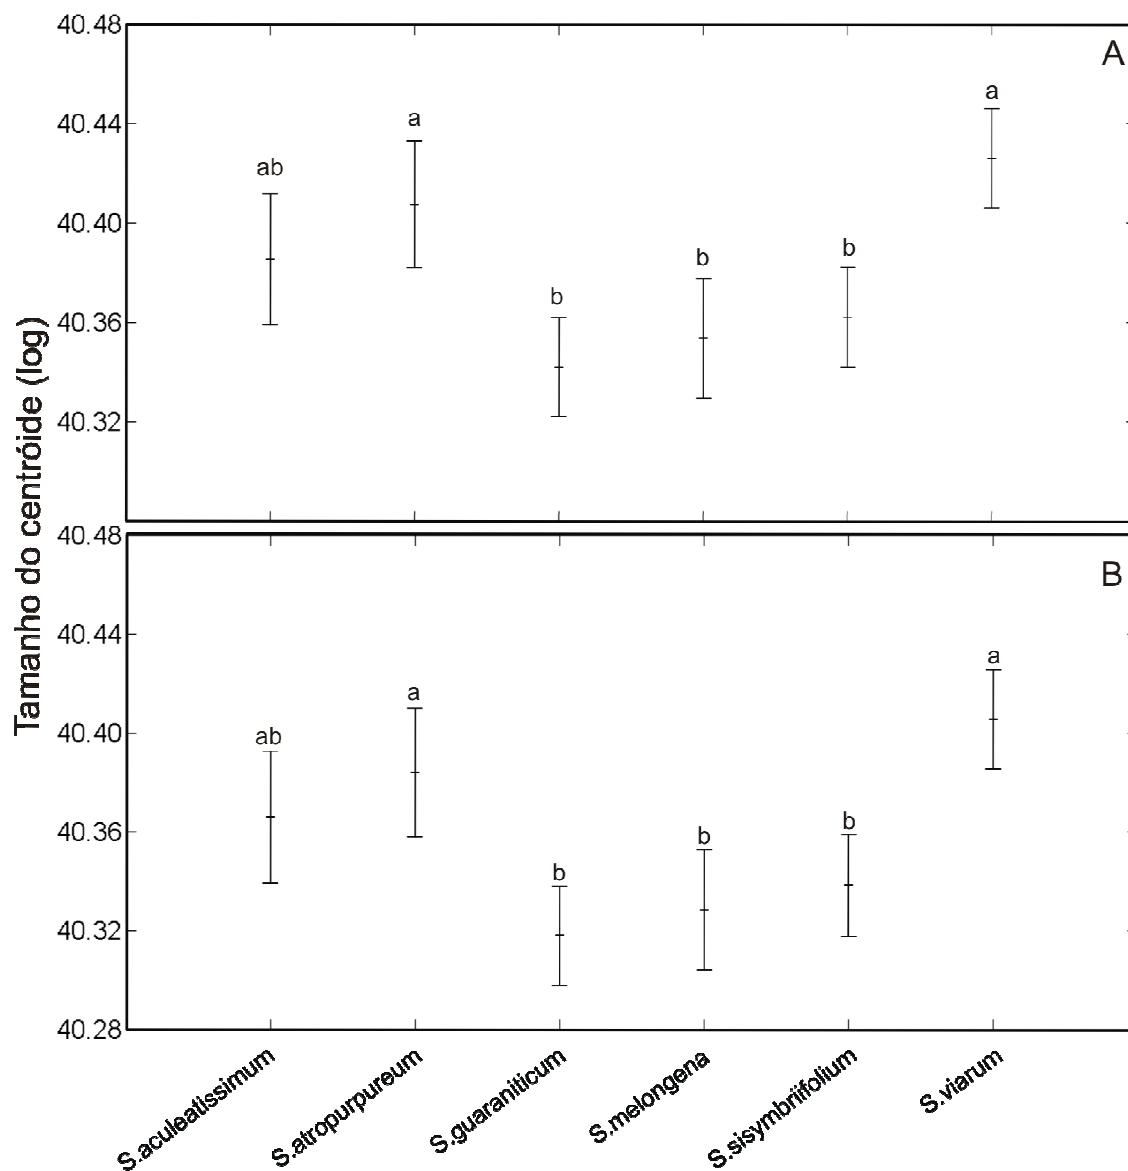 Tamanho do centróide (log)
A
40.48
40.44
40.40
40.36
40.32
ab
a
b
b
b
a
B
40.48
40.44
40.40
40.36
40.32
40.28
ab
a
b
b
b
a
S.aculeatissimum
S.atropurpureum
S.guaraniticum
S.melongena
S.sisymbriifolium
S.viarum